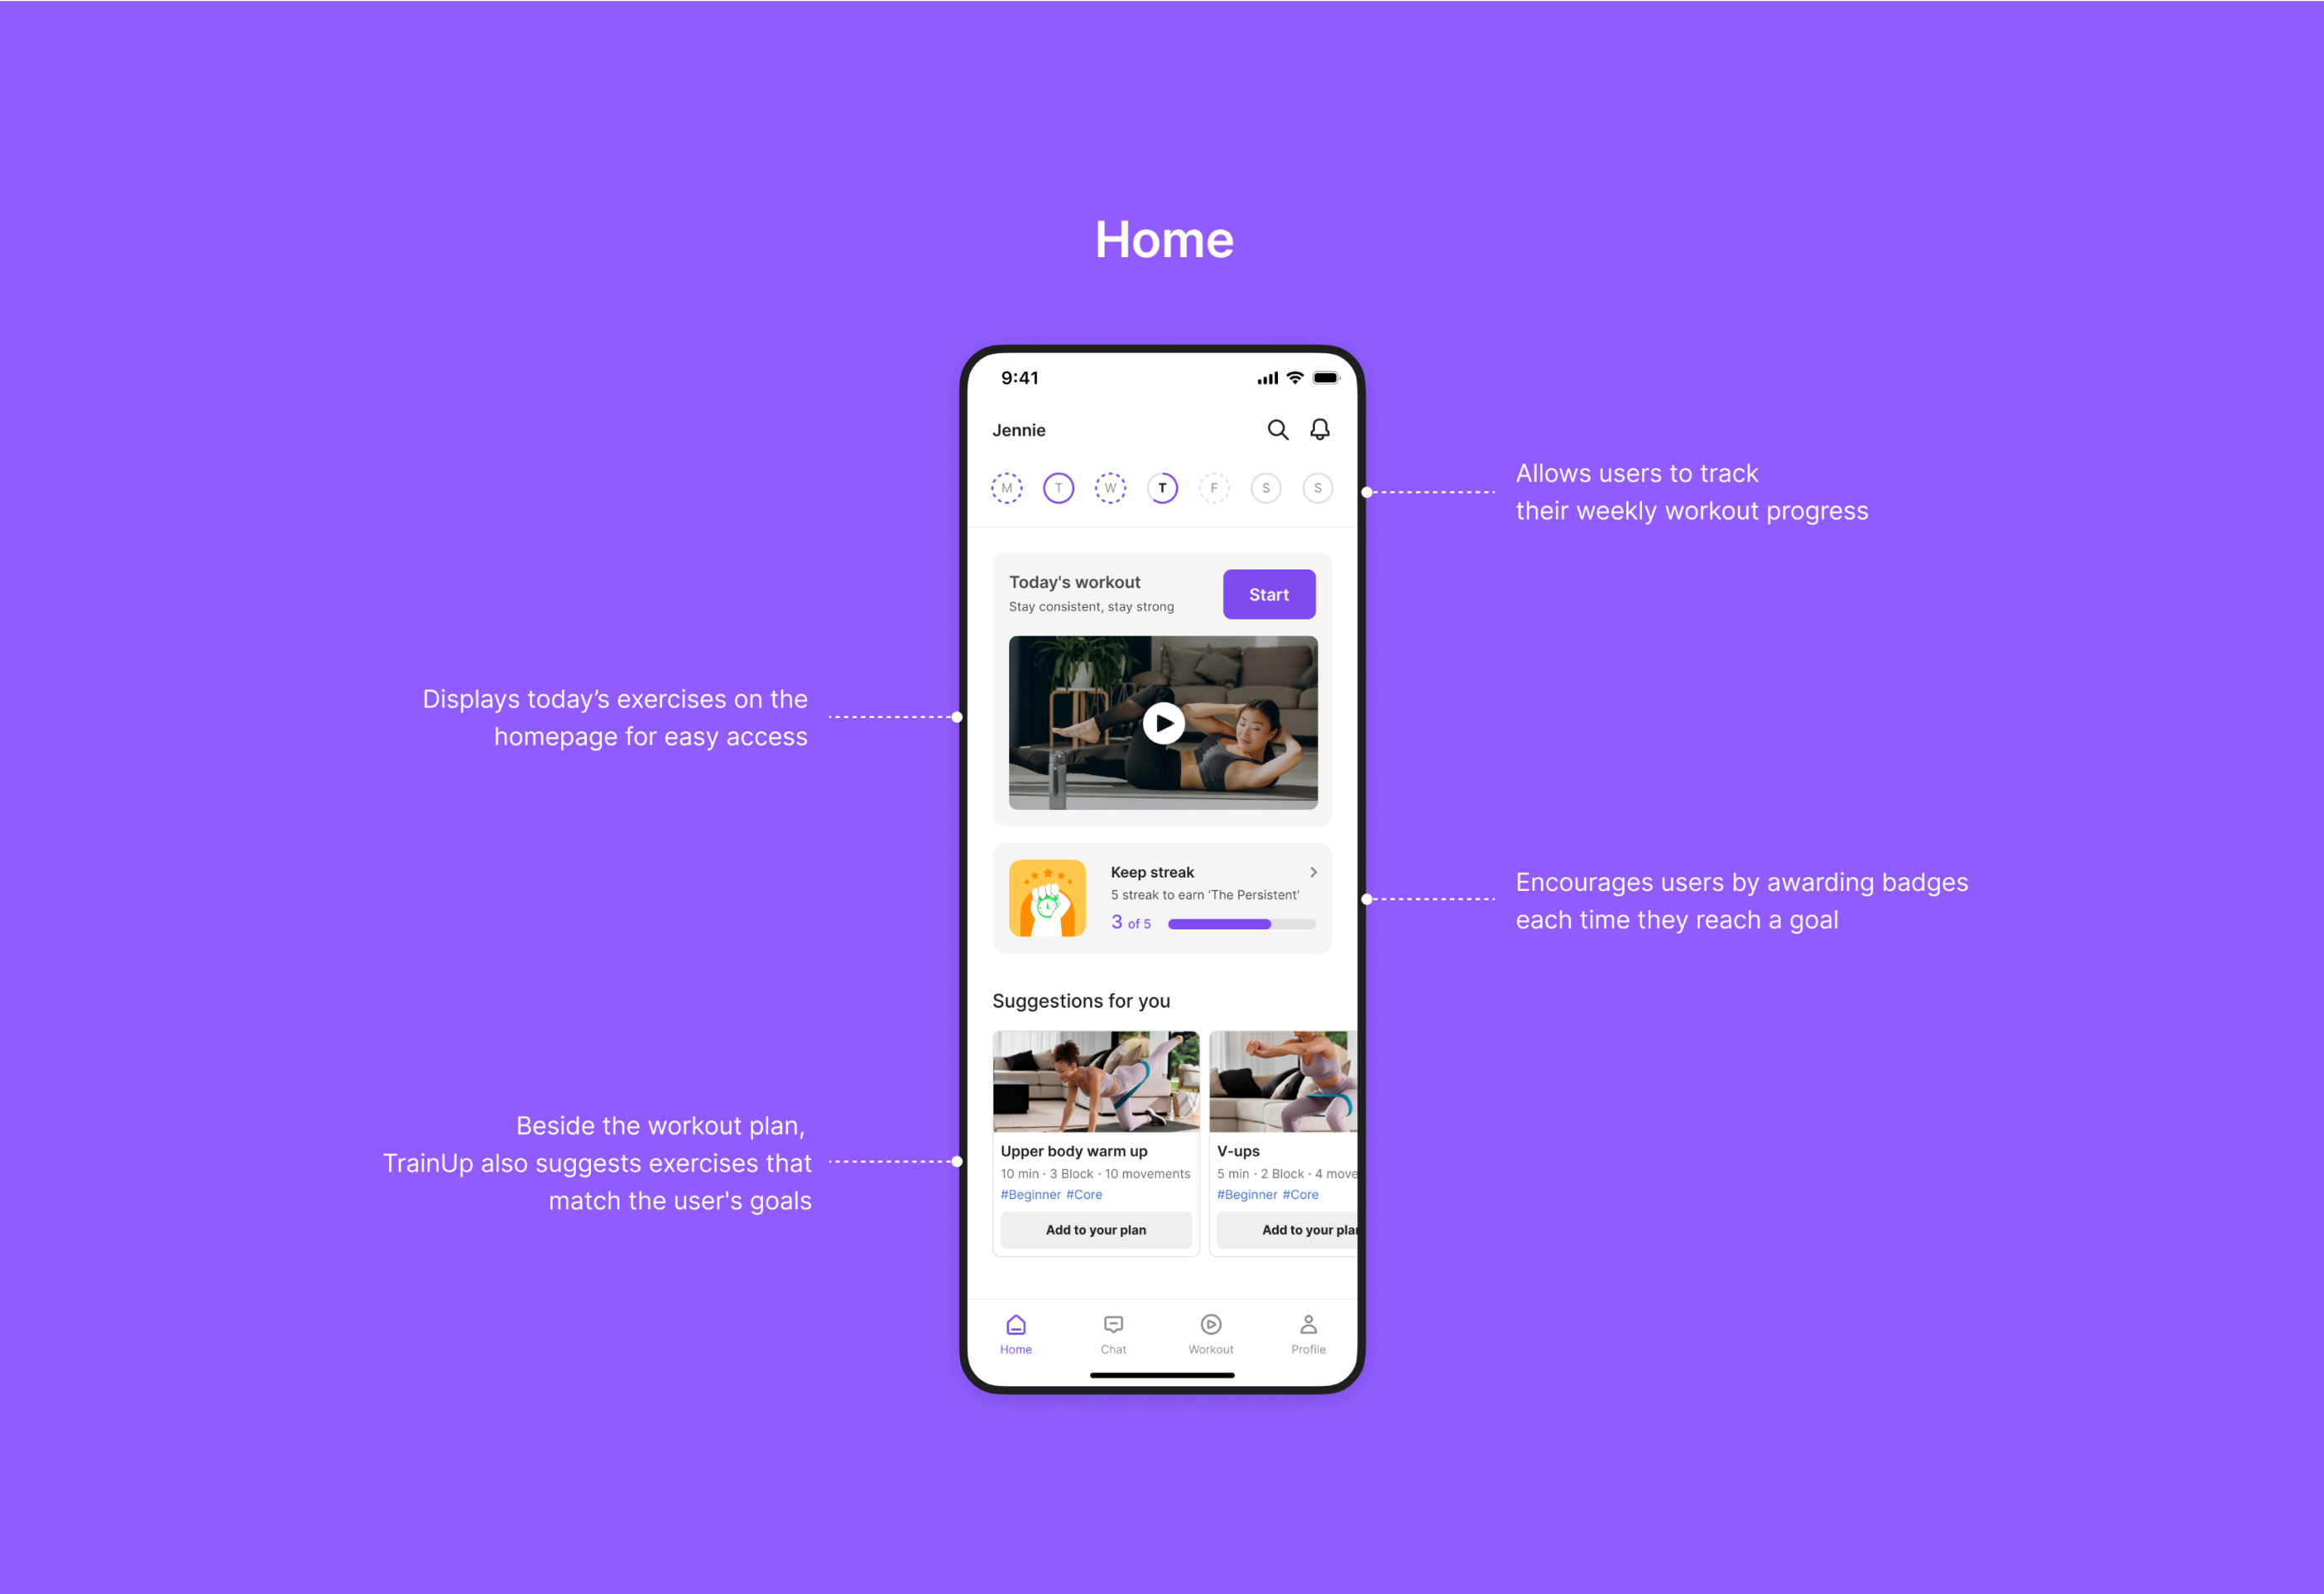 Home
9:41
Jennie
M T W T F S S
Allows users to track
their weekly workout progress
Today's workout
Stay consistent, stay strong
Start
Displays today’s exercises on the
homepage for easy access
Keep streak
5 streak to earn 'The Persistent'
3 of 5
Encourages users by awarding badges
each time they reach a goal
Suggestions for you
Upper body warm up
10 min · 3 Block · 10 movements
#Beginner #Core
Add to your plan
V-ups
5 min · 2 Block · 4 move
#Beginner #Core
Add to your plan
Beside the workout plan,
TrainUp also suggests exercises that
match the user's goals
Home
Chat
Workout
Profile